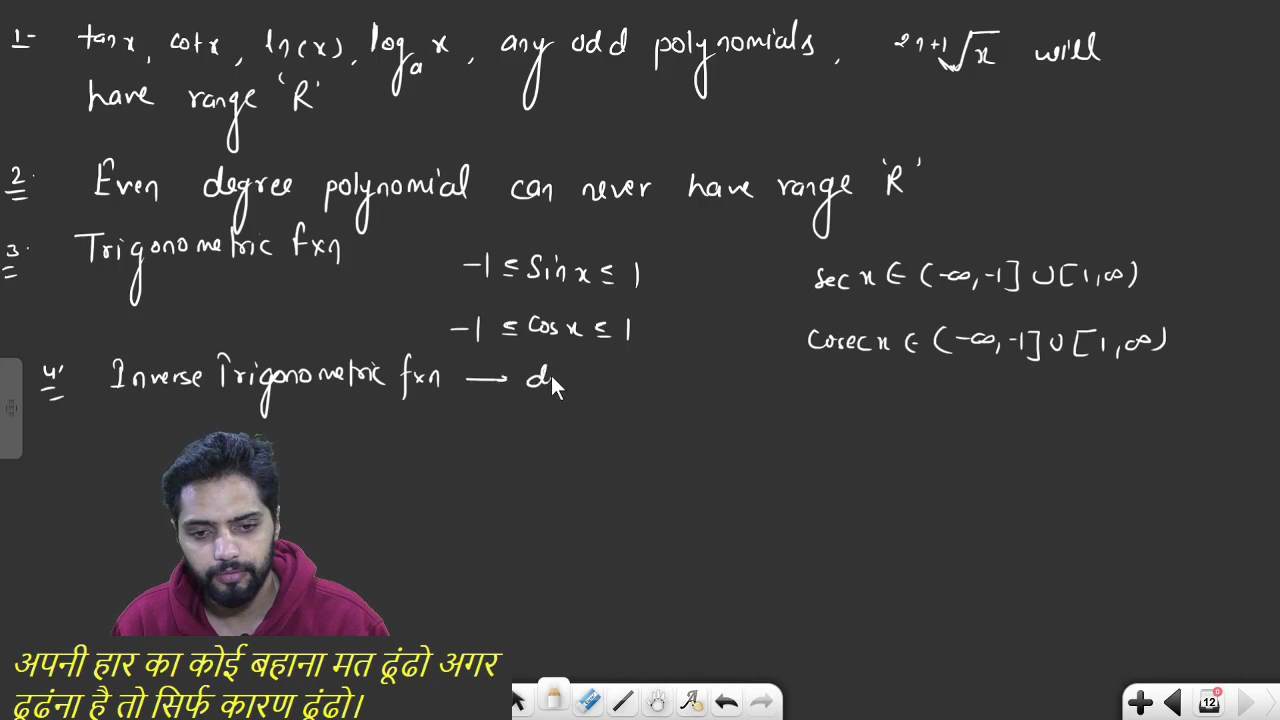 1- tan x, cot x, ln(x), logₐ x, any odd polynomials, ²ⁿ⁺¹√x will
have range 'R'
2. Even degree polynomial can never have range 'R'
3. Trigonometric fxn
-1 ≤ Sin x ≤ 1
sec x ∈ (-∞, -1] ∪ [1, ∞)
-1 ≤ cos x ≤ 1
cosec x ∈ (-∞, -1] ∪ [1, ∞)
4. Inverse Trigonometric fxn → d
अपनी हार का कोई बहाना मत ढूंढो अगर
ढूढंना है तो सिर्फ कारण ढूंढो।
12